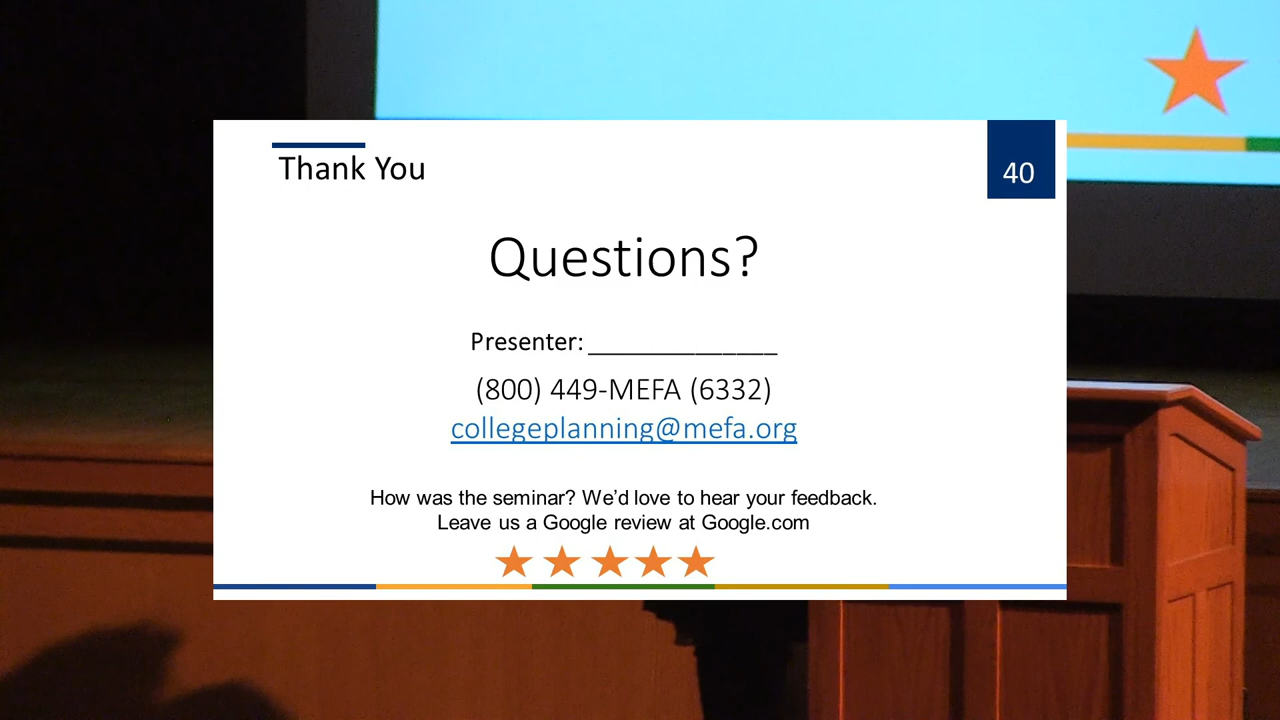 Thank You
40
Questions?
Presenter: ______________
(800) 449-MEFA (6332)
collegeplanning@mefa.org
How was the seminar? We’d love to hear your feedback.
Leave us a Google review at Google.com